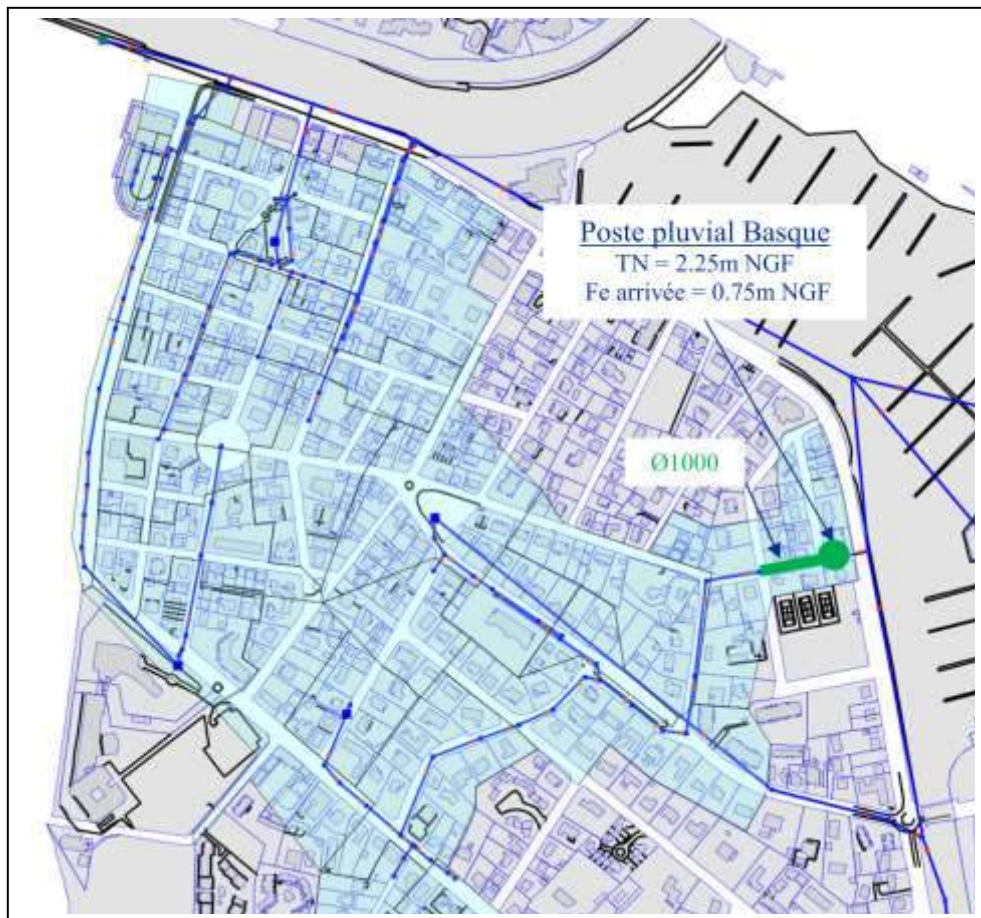 Poste pluvial Basque
TN = 2.25m NGF
Fe arrivée = 0.75m NGF
Ø1000